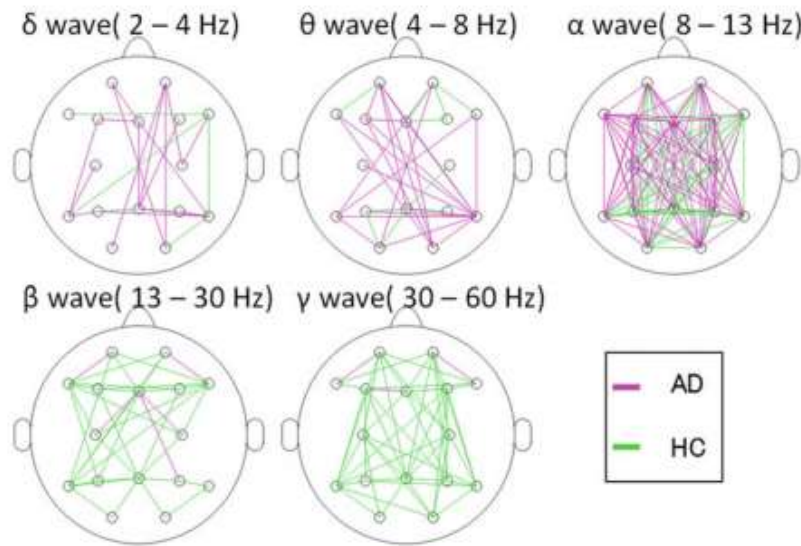 δ wave( 2 – 4 Hz)
θ wave( 4 – 8 Hz)
α wave( 8 – 13 Hz)
β wave( 13 – 30 Hz)
γ wave( 30 – 60 Hz)
AD
HC